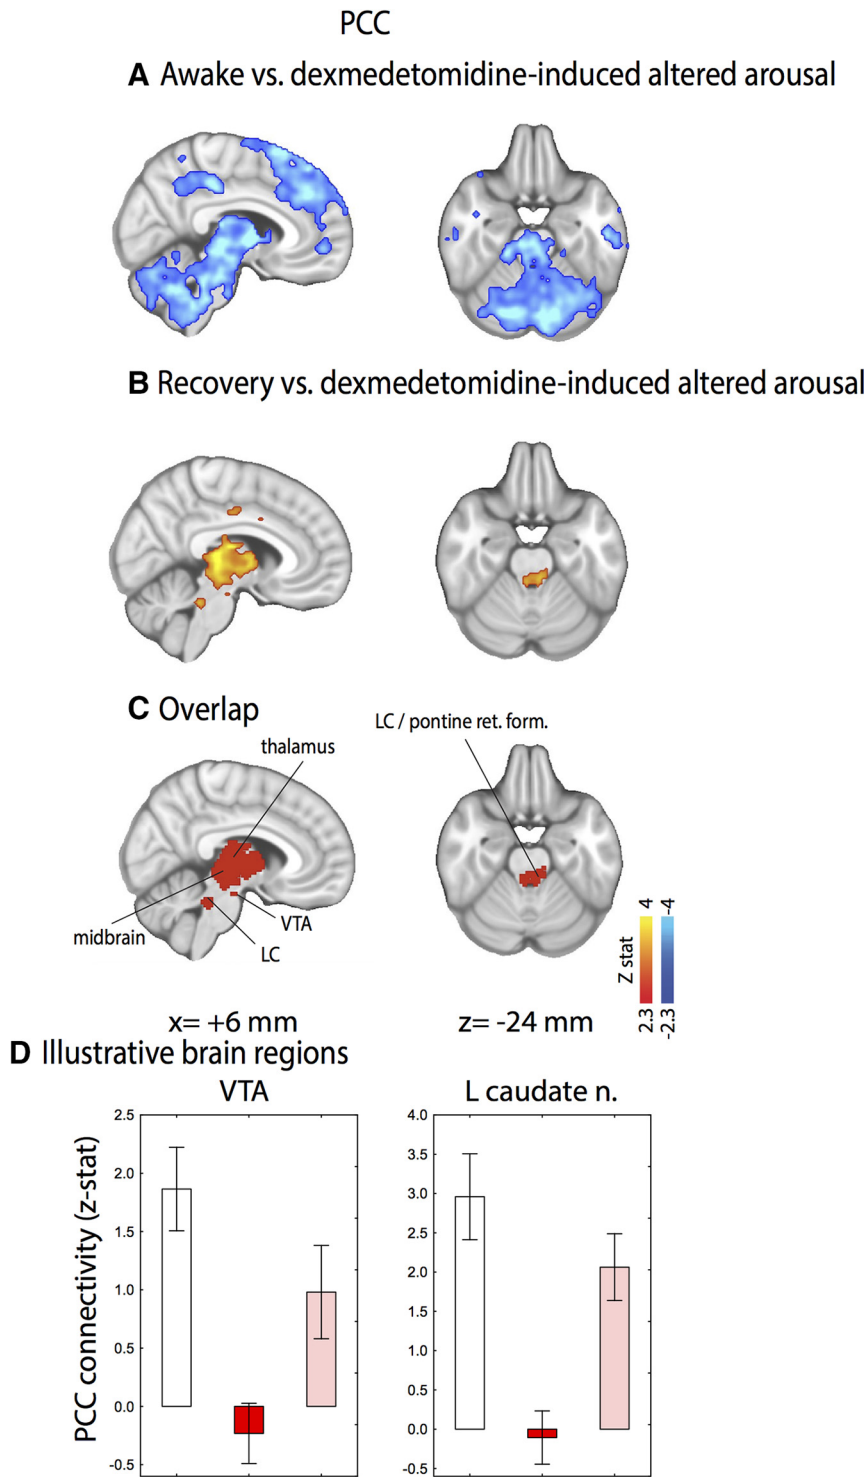 PCC
A Awake vs. dexmedetomidine-induced altered arousal
B Recovery vs. dexmedetomidine-induced altered arousal
C Overlap
LC / pontine ret. form.
thalamus
midbrain
VTA
LC
4
-4
Z stat
2.3
-2.3
x= +6 mm
z= -24 mm
D Illustrative brain regions
VTA
L caudate n.
PCC connectivity (z-stat)
2.5
2.0
1.5
1.0
0.5
0.0
-0.5
4.0
3.5
3.0
2.5
2.0
1.5
1.0
0.5
0.0
-0.5